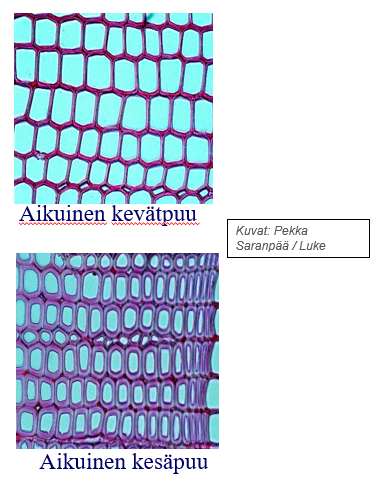 Aikuinen kevätpuu
Kuvat: Pekka
Saranpää / Luke
Aikuinen kesäpuu